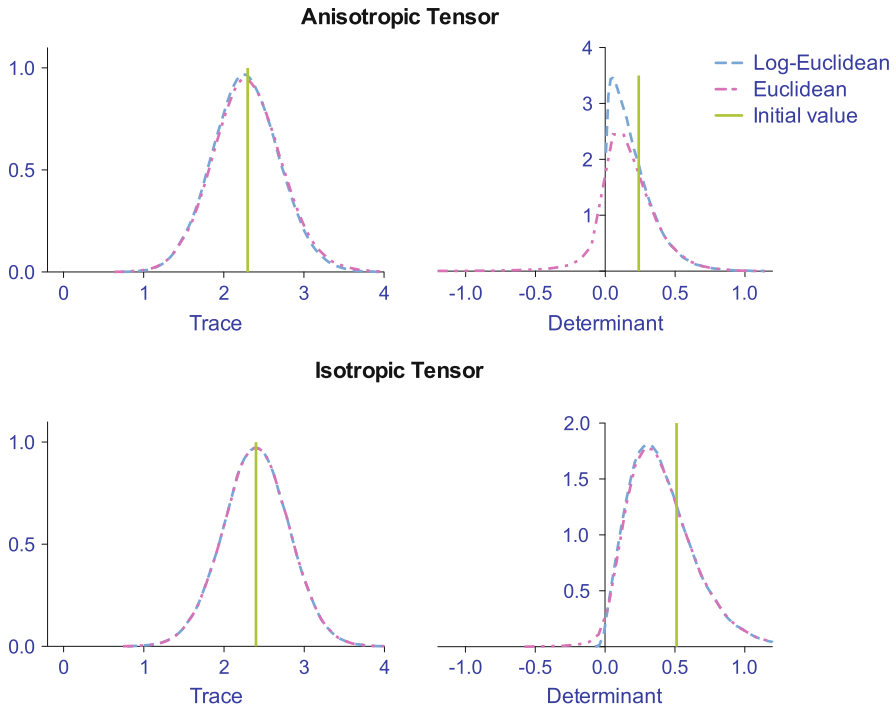 Anisotropic Tensor
1.0
0.5
0.0
0 1 2 3 4
Trace
4
3
2
1
-1.0 -0.5 0.0 0.5 1.0
Determinant
Log-Euclidean
Euclidean
Initial value
Isotropic Tensor
1.0
0.5
0.0
0 1 2 3 4
Trace
2.0
1.5
1.0
0.5
-1.0 -0.5 0.0 0.5 1.0
Determinant